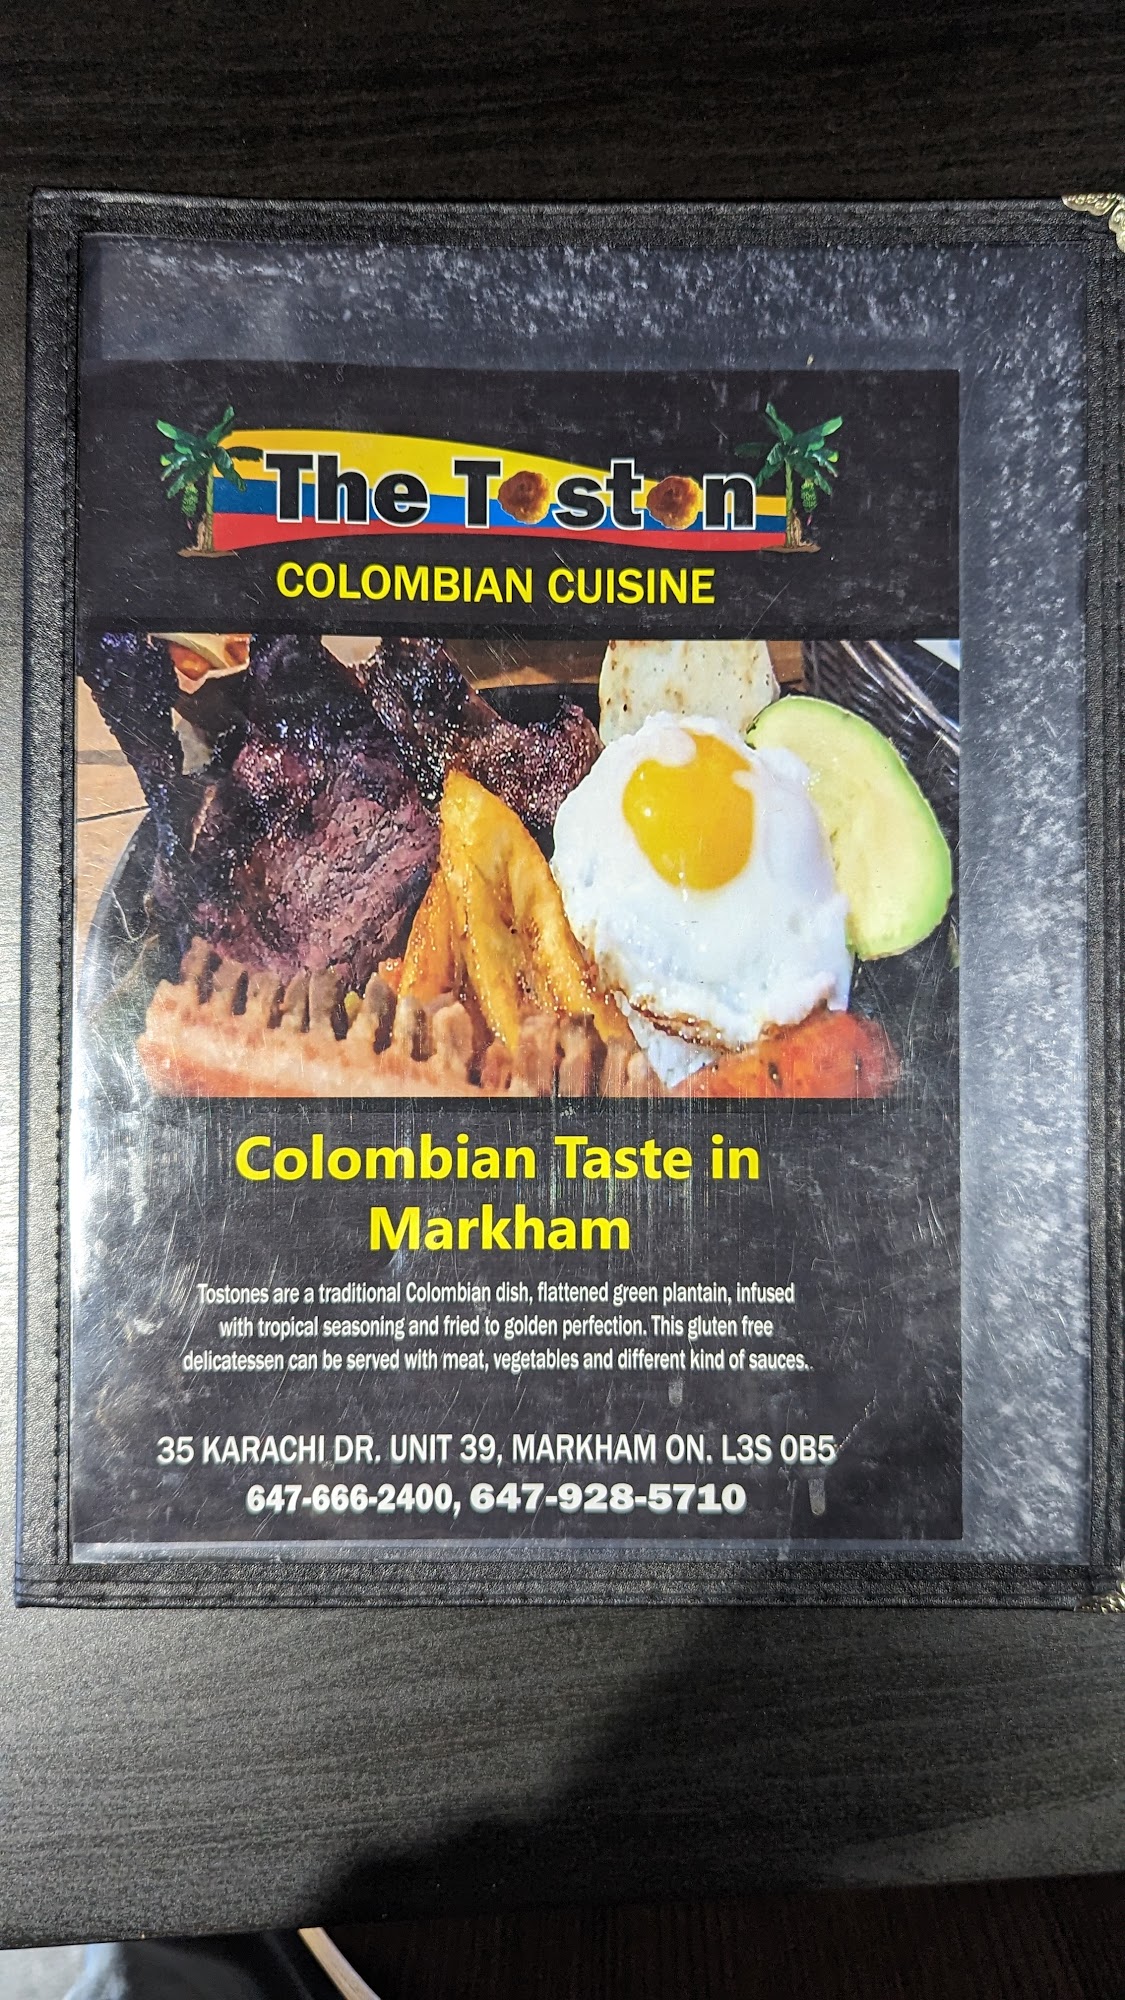 The Toston
COLOMBIAN CUISINE
Colombian Taste in
Markham
Tostones are a traditional Colombian dish, flattened green plantain, infused
with tropical seasoning and fried to golden perfection. This gluten free
delicatessen can be served with meat, vegetables and different kind of sauces..
35 KARACHI DR. UNIT 39, MARKHAM ON. L3S 0B5
647-666-2400, 647-928-5710